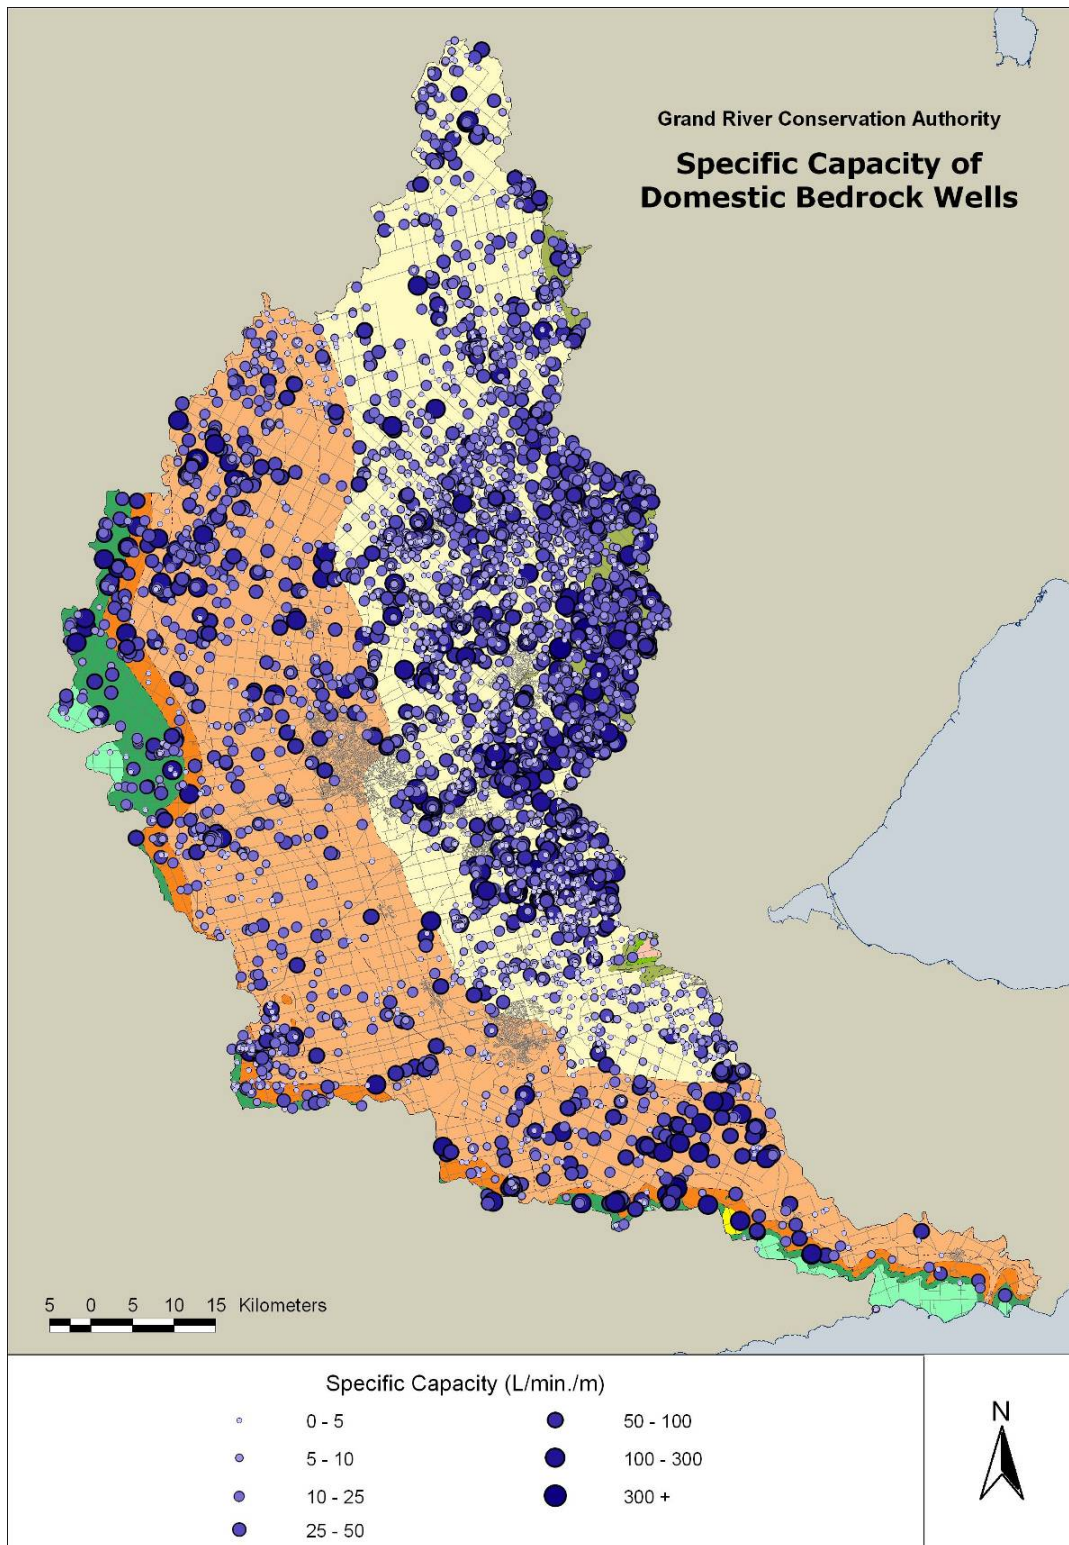 Grand River Conservation Authority
Specific Capacity of
Domestic Bedrock Wells
5 0 5 10 15 Kilometers
Specific Capacity (L/min./m)
0 - 5
5 - 10
10 - 25
25 - 50
50 - 100
100 - 300
300 +
N